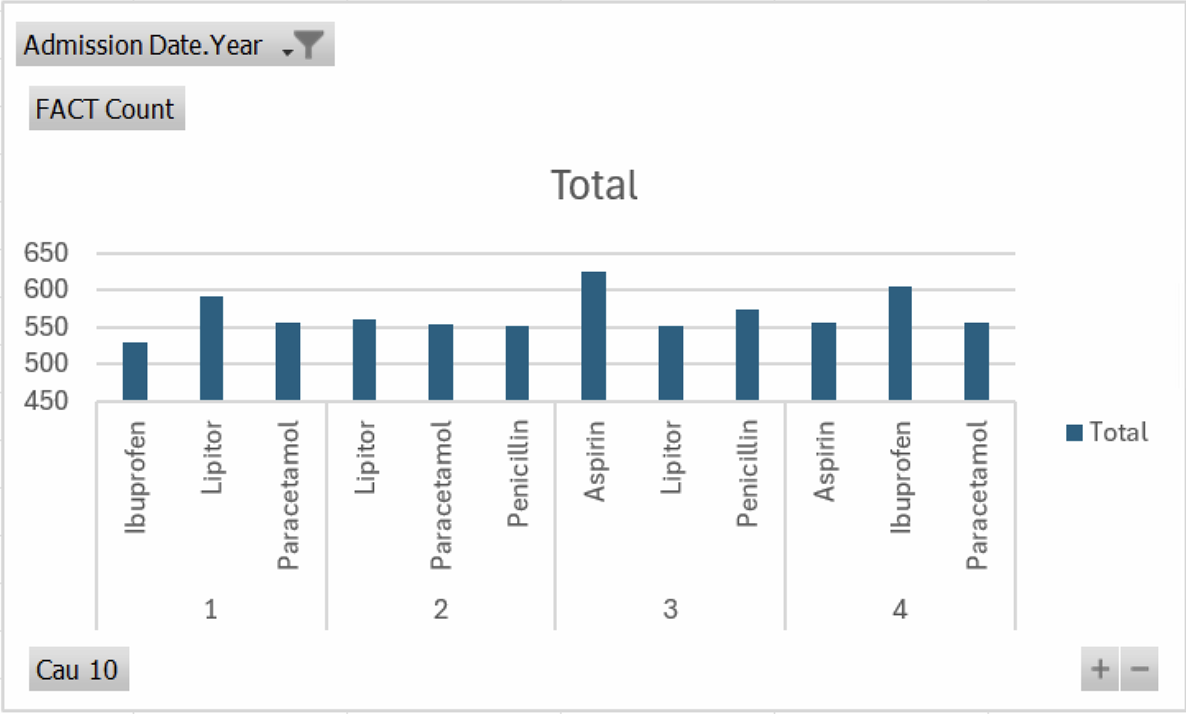 Admission Date.Year
FACT Count
Total
650
600
550
500
450
Ibuprofen
Lipitor
Paracetamol
Lipitor
Paracetamol
Penicillin
Aspirin
Lipitor
Penicillin
Aspirin
Ibuprofen
Paracetamol
1 2 3 4
Total
Cau 10
+ −